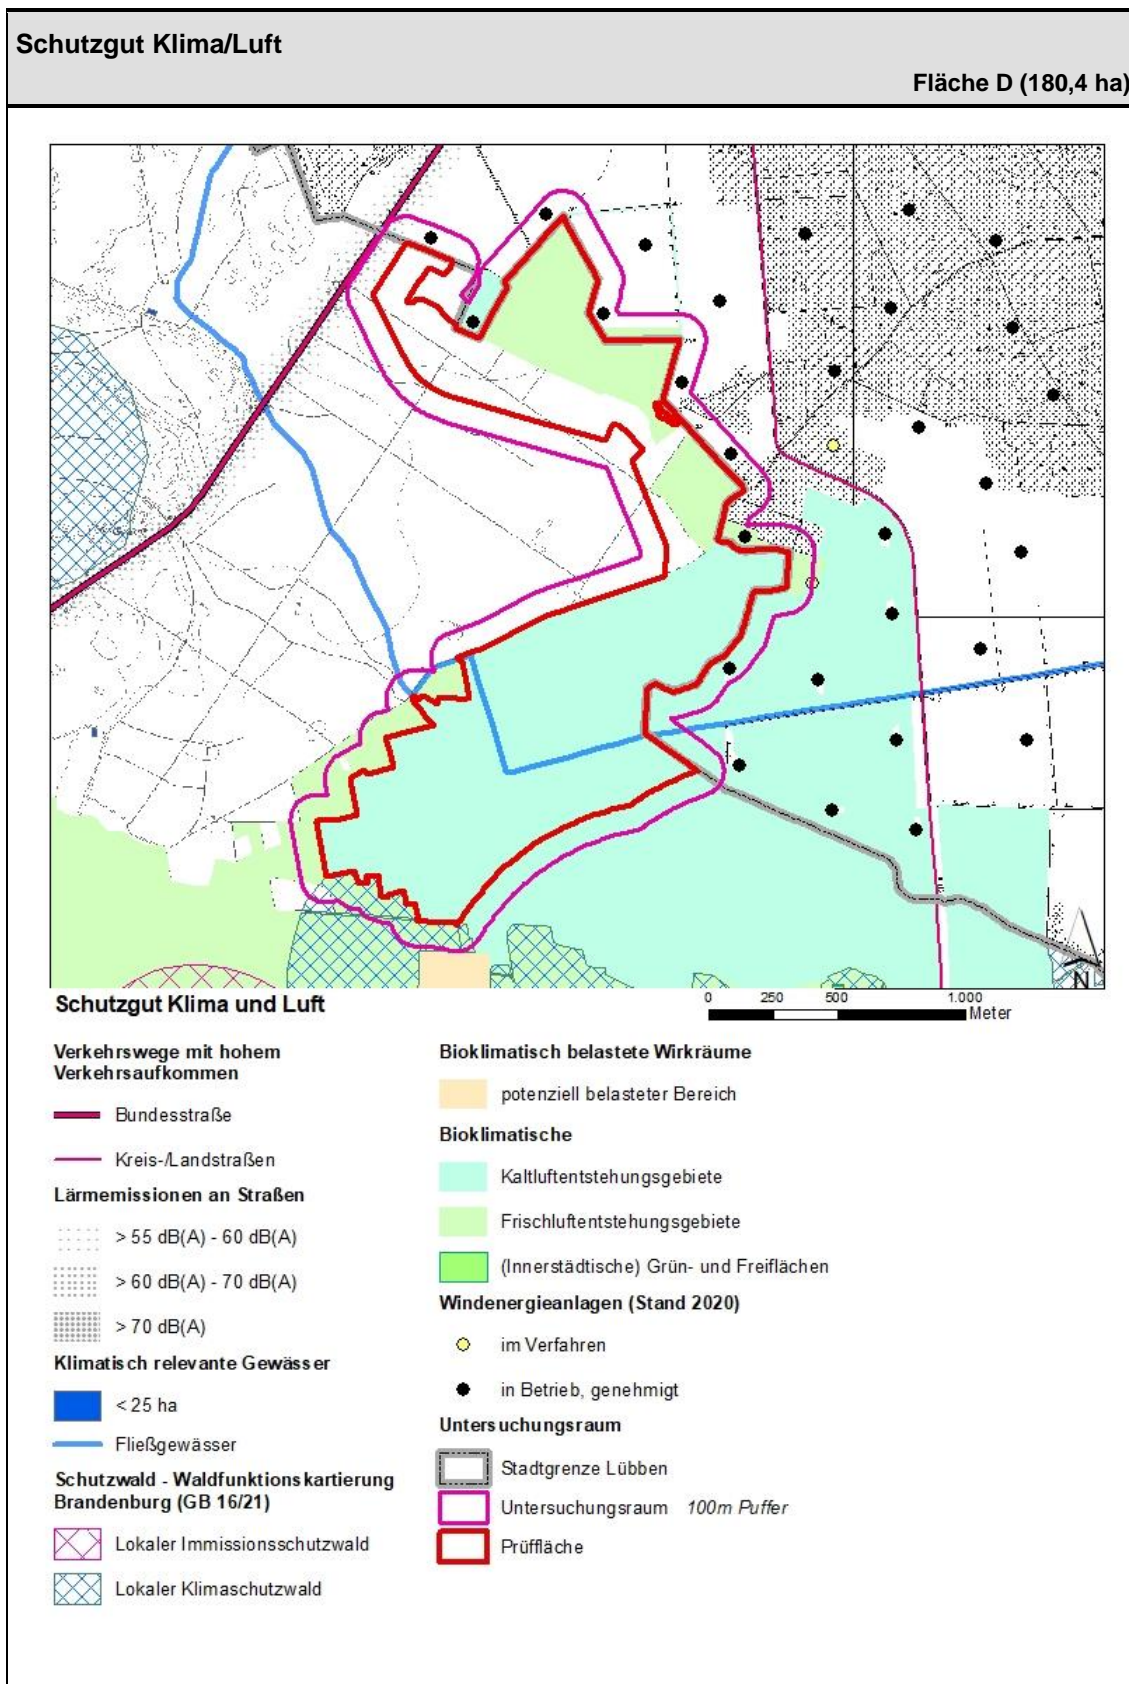 Schutzgut Klima/Luft
Fläche D (180,4 ha)
N
Schutzgut Klima und Luft
0 250 500 1.000
Meter
Verkehrswege mit hohem
Verkehrsaufkommen
Bundesstraße
Kreis-/Landstraßen
Lärmemissionen an Straßen
> 55 dB(A) - 60 dB(A)
> 60 dB(A) - 70 dB(A)
> 70 dB(A)
Klimatisch relevante Gewässer
< 25 ha
Fließgewässer
Schutzwald - Waldfunktionskartierung
Brandenburg (GB 16/21)
Lokaler Immissionsschutzwald
Lokaler Klimaschutzwald
Bioklimatisch belastete Wirkräume
potenziell belasteter Bereich
Bioklimatische
Kaltluftentstehungsgebiete
Frischluftentstehungsgebiete
(Innerstädtische) Grün- und Freiflächen
Windenergieanlagen (Stand 2020)
im Verfahren
in Betrieb, genehmigt
Untersuchungsraum
Stadtgrenze Lübben
Untersuchungsraum 100m Puffer
Prüffläche